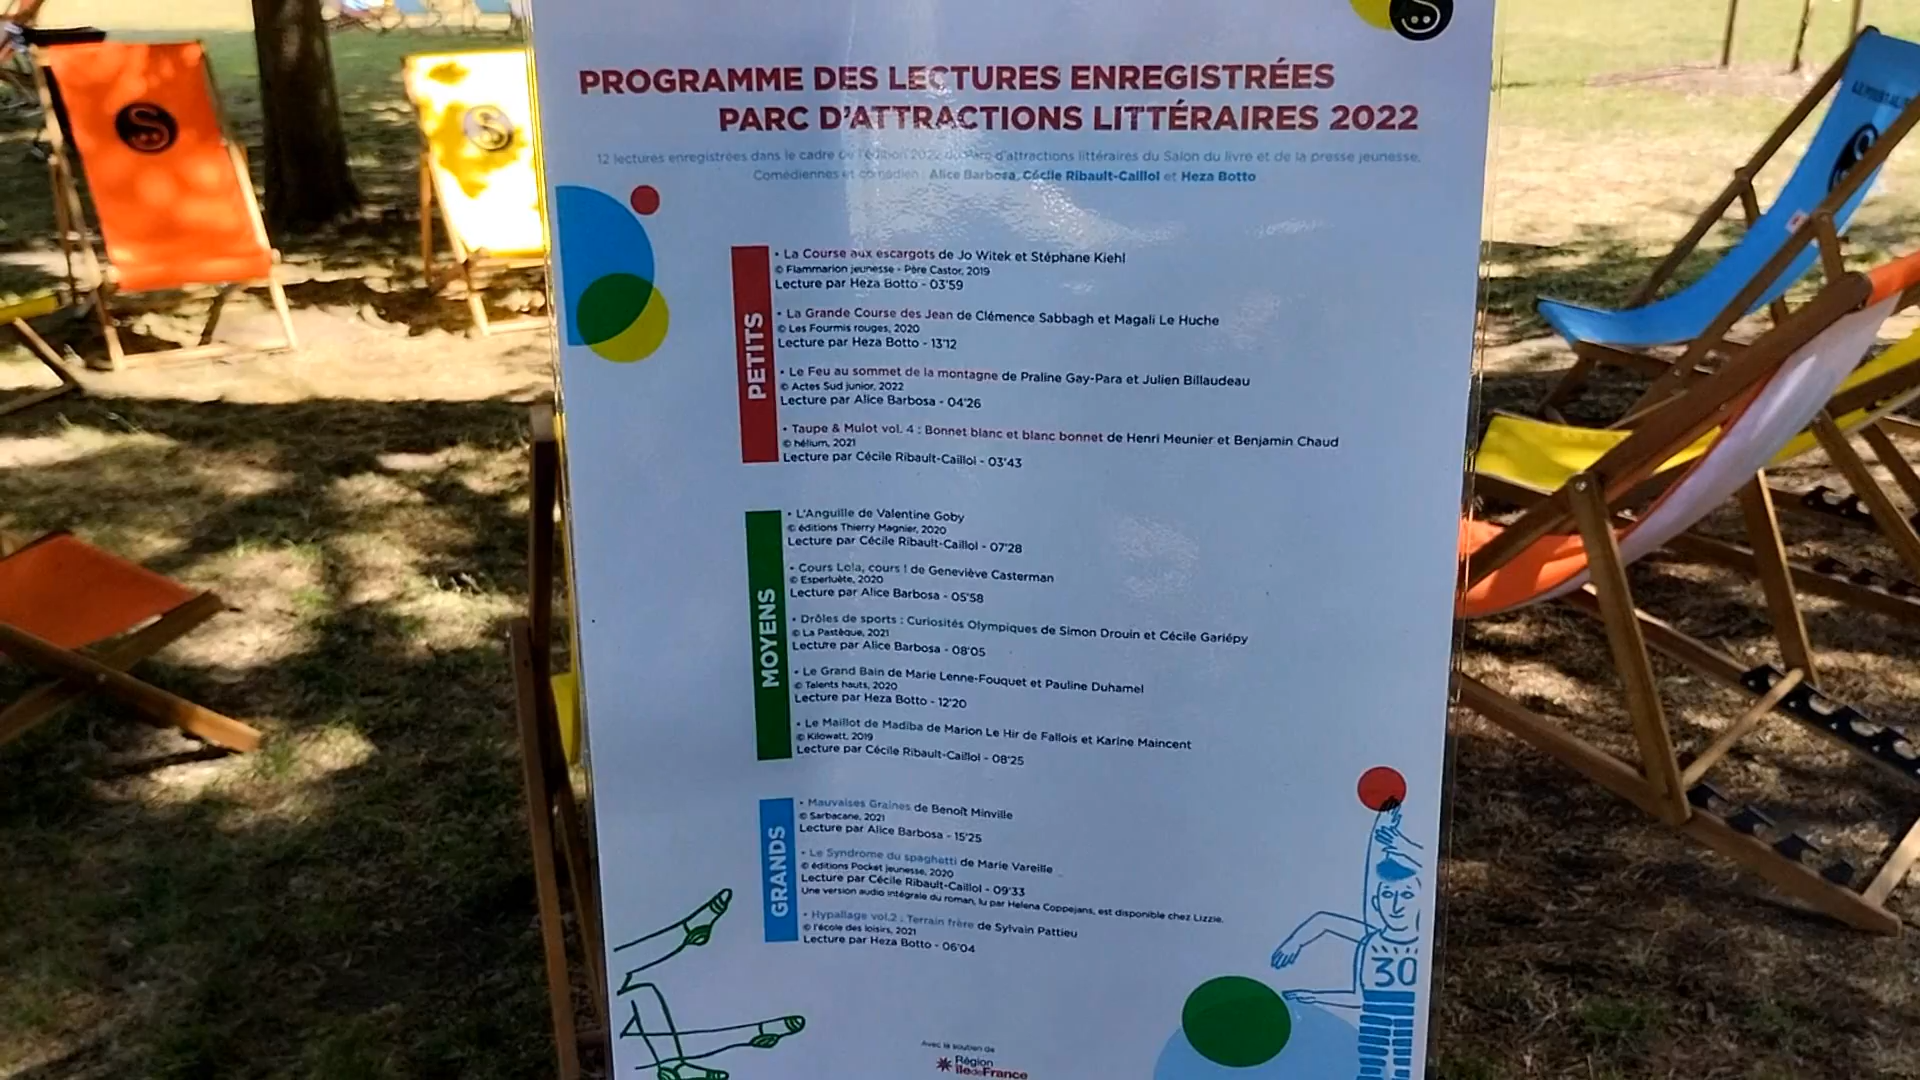 PROGRAMME DES LECTURES ENREGISTRÉES
PARC D'ATTRACTIONS LITTÉRAIRES 2022
12 lectures enregistrées dans le cadre de l'édition 2022 du Parc d'attractions littéraires du Salon du livre et de la presse jeunesse.
Comédiennes et comédien : Alice Barbosa, Cécile Ribault-Caillol et Heza Botto
PETITS
• La Course aux escargots de Jo Witek et Stéphane Kiehl
© Flammarion jeunesse - Père Castor, 2019
Lecture par Heza Botto - 03'59
• La Grande Course des Jean de Clémence Sabbagh et Magali Le Huche
© Les Fourmis rouges, 2020
Lecture par Heza Botto - 13'12
• Le Feu au sommet de la montagne de Praline Gay-Para et Julien Billaudeau
© Actes Sud junior, 2022
Lecture par Alice Barbosa - 04'26
• Taupe & Mulot vol. 4 : Bonnet blanc et blanc bonnet de Henri Meunier et Benjamin Chaud
© hélium, 2021
Lecture par Cécile Ribault-Caillol - 03'43
MOYENS
• L'Anguille de Valentine Goby
© éditions Thierry Magnier, 2020
Lecture par Cécile Ribault-Caillol - 07'28
• Cours Lola, cours ! de Geneviève Casterman
© Esperluète, 2020
Lecture par Alice Barbosa - 05'58
• Drôles de sports : Curiosités Olympiques de Simon Drouin et Cécile Gariépy
© La Pastèque, 2021
Lecture par Alice Barbosa - 08'05
• Le Grand Bain de Marie Lenne-Fouquet et Pauline Duhamel
© Talents hauts, 2020
Lecture par Heza Botto - 12'20
• Le Maillot de Madiba de Marion Le Hir de Fallois et Karine Maincent
© Kilowatt, 2019
Lecture par Cécile Ribault-Caillol - 08'25
GRANDS
• Mauvaises Graines de Benoît Minville
© Sarbacane, 2021
Lecture par Alice Barbosa - 15'25
• Le Syndrome du spaghetti de Marie Vareille
© éditions Pocket jeunesse, 2020
Lecture par Cécile Ribault-Caillol - 09'33
Une version audio intégrale du roman, lu par Helena Coppejans, est disponible chez Lizzie.
• Hypallage vol.2 : Terrain frère de Sylvain Pattieu
© l'école des loisirs, 2021
Lecture par Heza Botto - 06'04
30
Avec le soutien de
Région
île de France